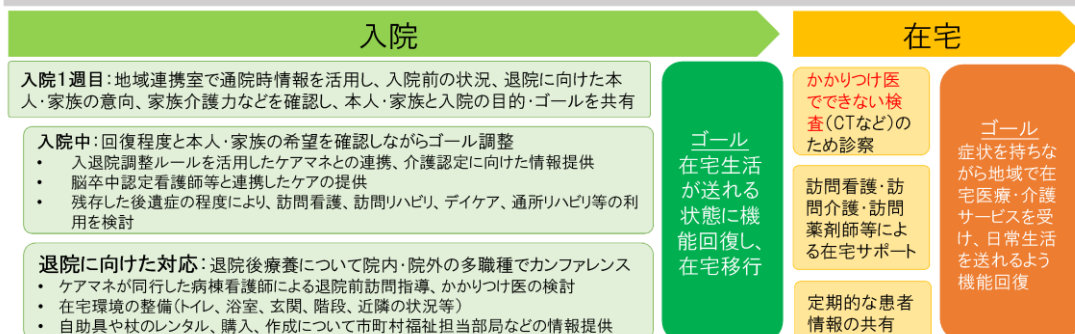 入院
在宅
入院1週目：地域連携室で通院時情報を活用し、入院前の状況、退院に向けた本
人・家族の意向、家族介護力などを確認し、本人・家族と入院の目的・ゴールを共有
入院中：回復程度と本人・家族の希望を確認しながらゴール調整
• 入退院調整ルールを活用したケアマネとの連携、介護認定に向けた情報提供
• 脳卒中認定看護師等と連携したケアの提供
• 残存した後遺症の程度により、訪問看護、訪問リハビリ、デイケア、通所リハビリ等の利
用を検討
退院に向けた対応：退院後療養について院内・院外の多職種でカンファレンス
• ケアマネが同行した病棟看護師による退院前訪問指導、かかりつけ医の検討
• 在宅環境の整備(トイレ、浴室、玄関、階段、近隣の状況等)
• 自助具や杖のレンタル、購入、作成について市町村福祉担当部局などの情報提供
ゴール
在宅生活
が送れる
状態に機
能回復し、
在宅移行
かかりつけ医
でできない検
査(CTなど)の
ため診察
訪問看護・訪
問介護・訪問
薬剤師等によ
る在宅サポート
定期的な患者
情報の共有
ゴール
症状を持ちな
がら地域で在
宅医療・介護
サービスを受
け、日常生活
を送れるよう
機能回復